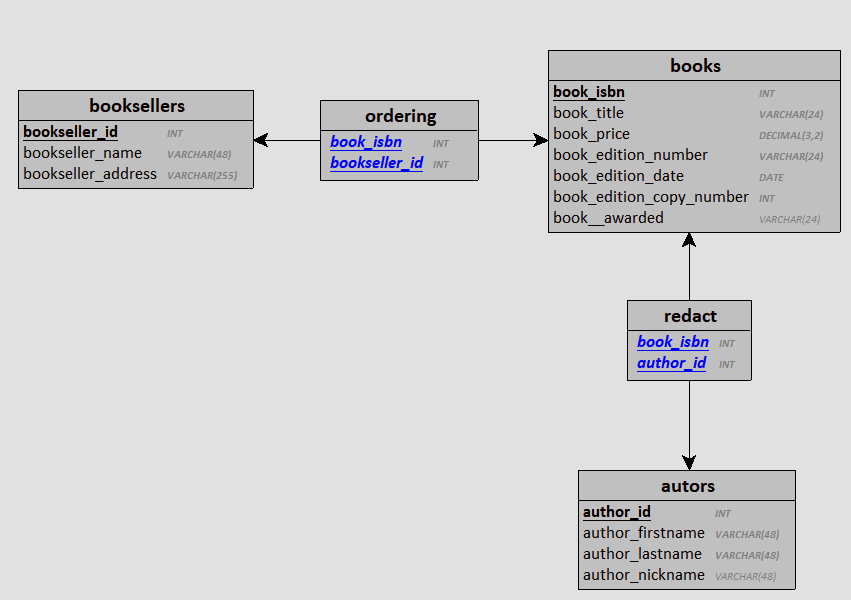 booksellers
bookseller_id INT
bookseller_name VARCHAR(48)
bookseller_address VARCHAR(255)
ordering
book_isbn INT
bookseller_id INT
books
book_isbn INT
book_title VARCHAR(24)
book_price DECIMAL(3,2)
book_edition_number VARCHAR(24)
book_edition_date DATE
book_edition_copy_number INT
book__awarded VARCHAR(24)
redact
book_isbn INT
author_id INT
autors
author_id INT
author_firstname VARCHAR(48)
author_lastname VARCHAR(48)
author_nickname VARCHAR(48)